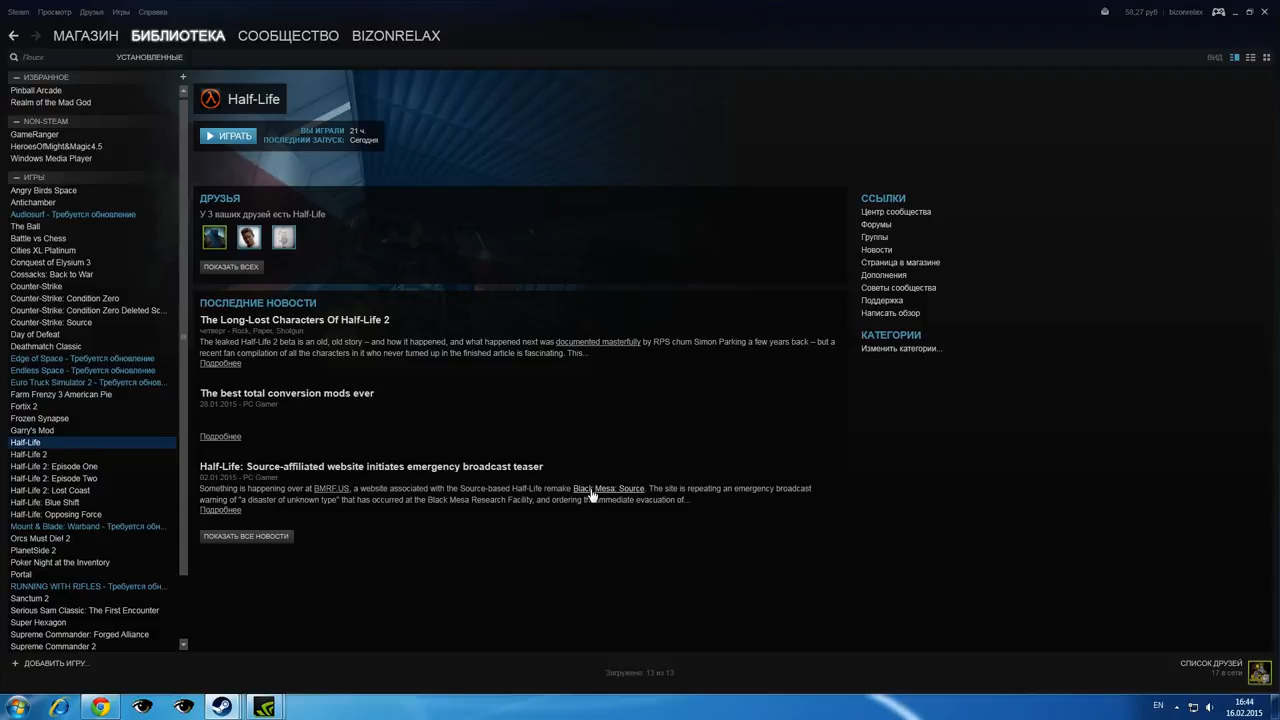 Steam Просмотр Друзья Игры Справка
58,27 руб bizonrelax
МАГАЗИН БИБЛИОТЕКА СООБЩЕСТВО BIZONRELAX
Поиск УСТАНОВЛЕННЫЕ
ВИД
— ИЗБРАННОЕ +
Pinball Arcade
Realm of the Mad God
— NON-STEAM
GameRanger
HeroesOfMight&Magic4.5
Windows Media Player
— ИГРЫ
Angry Birds Space
Antichamber
Audiosurf - Требуется обновление
The Ball
Battle vs Chess
Cities XL Platinum
Conquest of Elysium 3
Cossacks: Back to War
Counter-Strike
Counter-Strike: Condition Zero
Counter-Strike: Condition Zero Deleted Sc...
Counter-Strike: Source
Day of Defeat
Deathmatch Classic
Edge of Space - Требуется обновление
Endless Space - Требуется обновление
Euro Truck Simulator 2 - Требуется обнов...
Farm Frenzy 3 American Pie
Fortix 2
Frozen Synapse
Garry's Mod
Half-Life
Half-Life 2
Half-Life 2: Episode One
Half-Life 2: Episode Two
Half-Life 2: Lost Coast
Half-Life: Blue Shift
Half-Life: Opposing Force
Mount & Blade: Warband - Требуется обн...
Orcs Must Die! 2
PlanetSide 2
Poker Night at the Inventory
Portal
RUNNING WITH RIFLES - Требуется обн...
Sanctum 2
Serious Sam Classic: The First Encounter
Super Hexagon
Supreme Commander: Forged Alliance
Supreme Commander 2
+ ДОБАВИТЬ ИГРУ...
Half-Life
ИГРАТЬ
ВЫ ИГРАЛИ 21 ч.
ПОСЛЕДНИЙ ЗАПУСК: Сегодня
ДРУЗЬЯ
У 3 ваших друзей есть Half-Life
ПОКАЗАТЬ ВСЕХ
ПОСЛЕДНИЕ НОВОСТИ
The Long-Lost Characters Of Half-Life 2
четверг - Rock, Paper, Shotgun
The leaked Half-Life 2 beta is an old, old story – and how it happened, and what happened next was documented masterfully by RPS chum Simon Parking a few years back – but a
recent fan compilation of all the characters in it who never turned up in the finished article is fascinating. This...
Подробнее
The best total conversion mods ever
28.01.2015 - PC Gamer
Подробнее
Half-Life: Source-affiliated website initiates emergency broadcast teaser
02.01.2015 - PC Gamer
Something is happening over at BMRF.US, a website associated with the Source-based Half-Life remake Black Mesa: Source. The site is repeating an emergency broadcast
warning of "a disaster of unknown type" that has occurred at the Black Mesa Research Facility, and ordering the immediate evacuation of...
Подробнее
ПОКАЗАТЬ ВСЕ НОВОСТИ
ССЫЛКИ
Центр сообщества
Форумы
Группы
Новости
Страница в магазине
Дополнения
Советы сообщества
Поддержка
Написать обзор
КАТЕГОРИИ
Изменить категории...
Загружено: 13 из 13
СПИСОК ДРУЗЕЙ
17 в сети
EN
16:44
16.02.2015